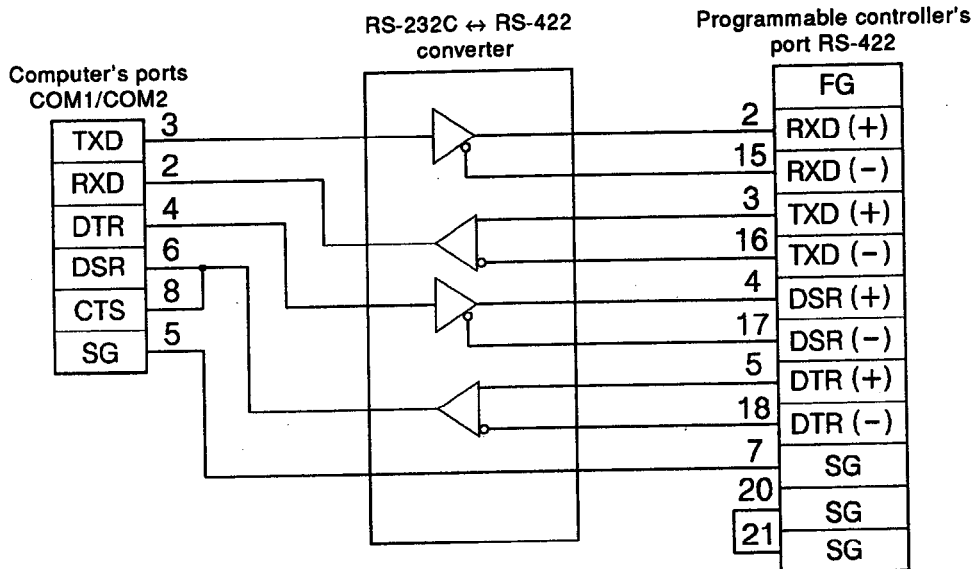 RS-232C ↔ RS-422
converter
Programmable controller's
port RS-422
Computer's ports
COM1/COM2
TXD 3
RXD 2
DTR 4
DSR 6
CTS 8
SG 5
FG
2 RXD (+)
15 RXD (−)
3 TXD (+)
16 TXD (−)
4 DSR (+)
17 DSR (−)
5 DTR (+)
18 DTR (−)
7 SG
20 SG
21 SG